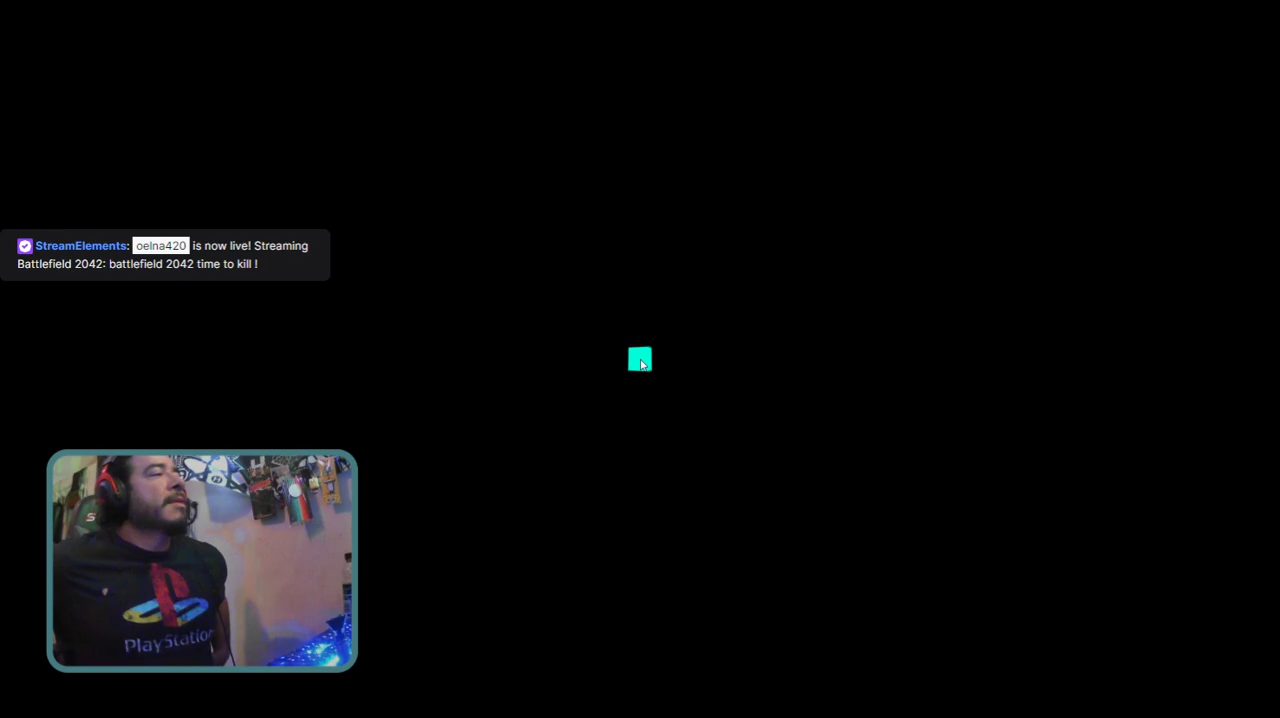 StreamElements: oelna420 is now live! Streaming
Battlefield 2042: battlefield 2042 time to kill !
S
PlayStation